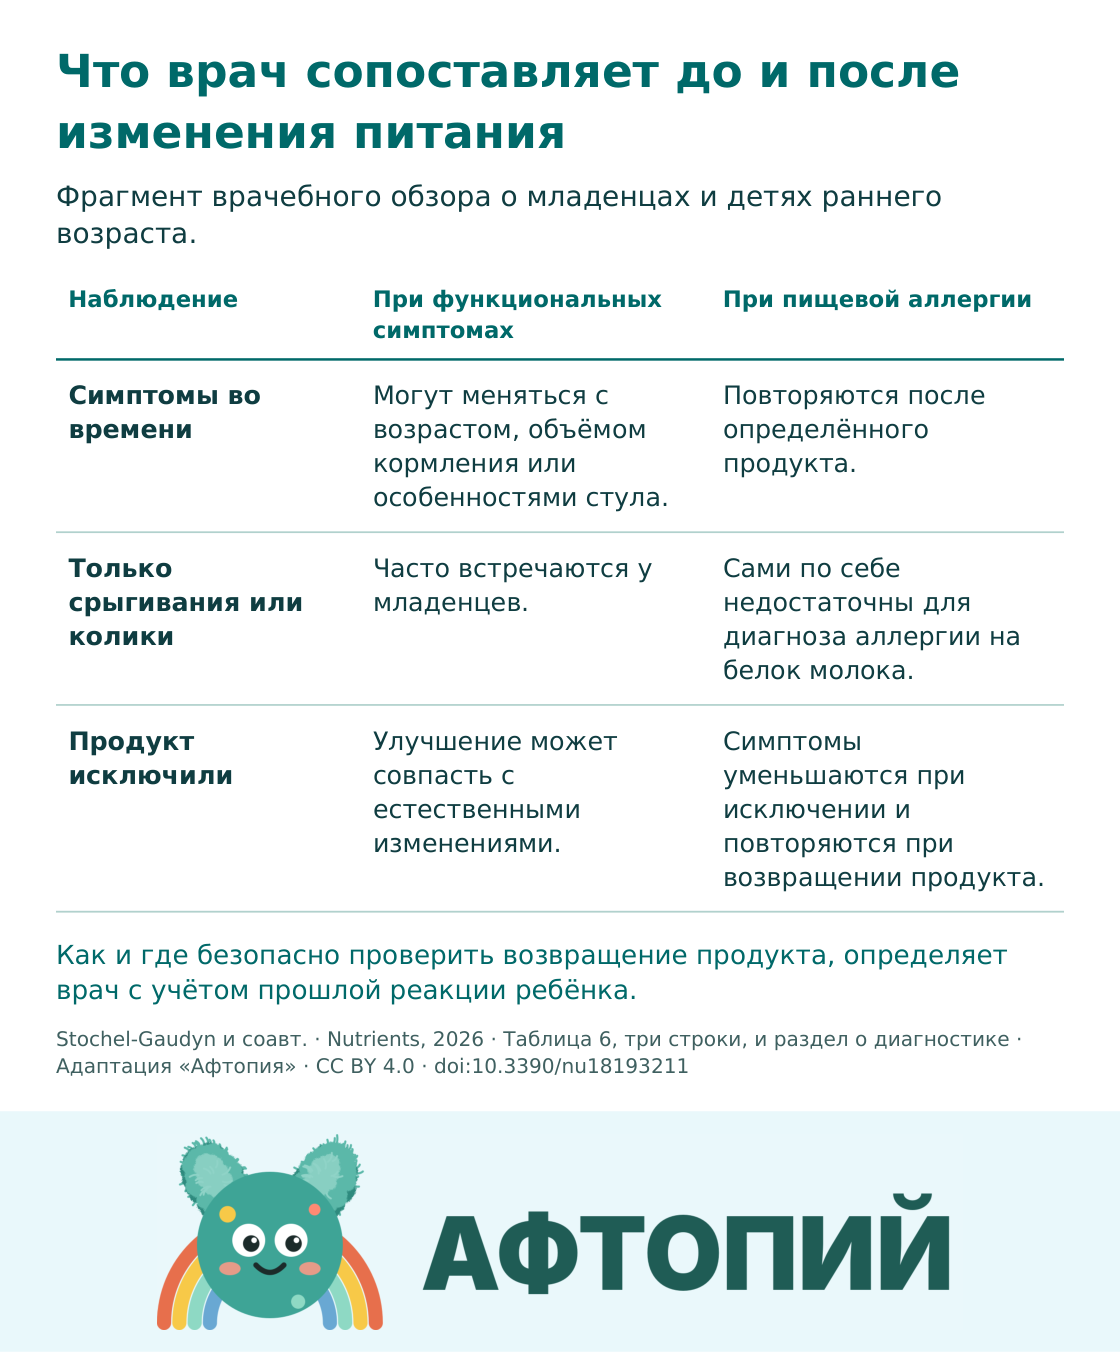 Что врач сопоставляет до и после
изменения питания
Фрагмент врачебного обзора о младенцах и детях раннего
возраста.
Наблюдение
При функциональных
симптомах
При пищевой аллергии
Симптомы во
времени
Могут меняться с
возрастом, объёмом
кормления или
особенностями стула.
Повторяются после
определённого
продукта.
Только
срыгивания или
колики
Часто встречаются у
младенцев.
Сами по себе
недостаточны для
диагноза аллергии на
белок молока.
Продукт
исключили
Улучшение может
совпасть с
естественными
изменениями.
Симптомы
уменьшаются при
исключении и
повторяются при
возвращении продукта.
Как и где безопасно проверить возвращение продукта, определяет
врач с учётом прошлой реакции ребёнка.
Stochel-Gaudyn и соавт. · Nutrients, 2026 · Таблица 6, три строки, и раздел о диагностике ·
Адаптация «Афтопия» · CC BY 4.0 · doi:10.3390/nu18193211
АФТОПИЙ